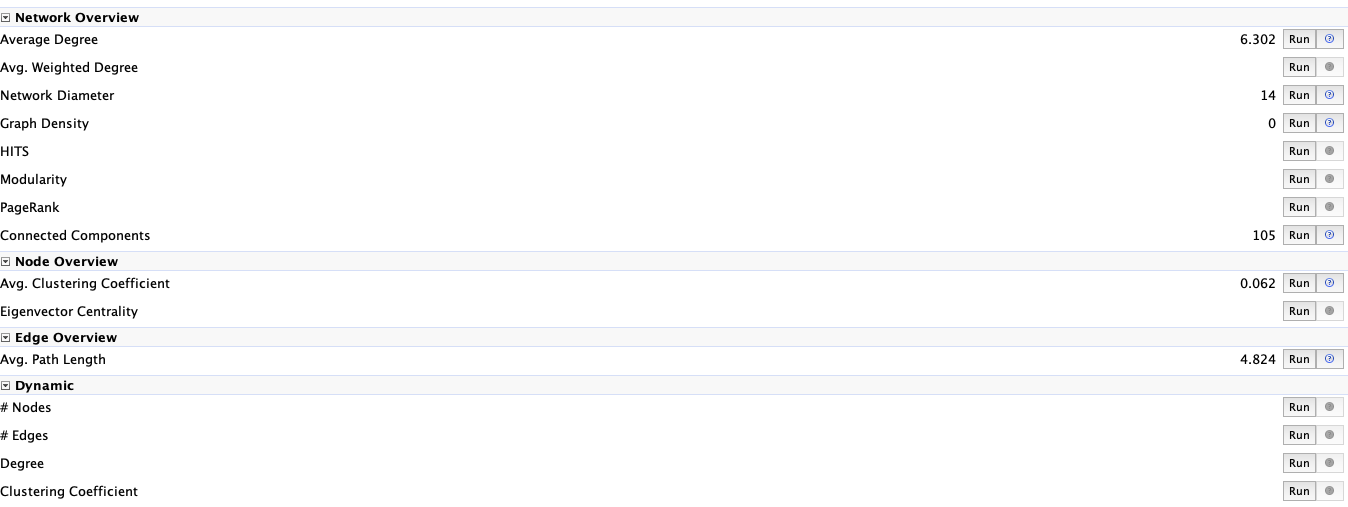 Network Overview
Average Degree 6.302 Run ?
Avg. Weighted Degree Run
Network Diameter 14 Run ?
Graph Density 0 Run ?
HITS Run
Modularity Run
PageRank Run
Connected Components 105 Run ?
Node Overview
Avg. Clustering Coefficient 0.062 Run ?
Eigenvector Centrality Run
Edge Overview
Avg. Path Length 4.824 Run ?
Dynamic
# Nodes Run
# Edges Run
Degree Run
Clustering Coefficient Run